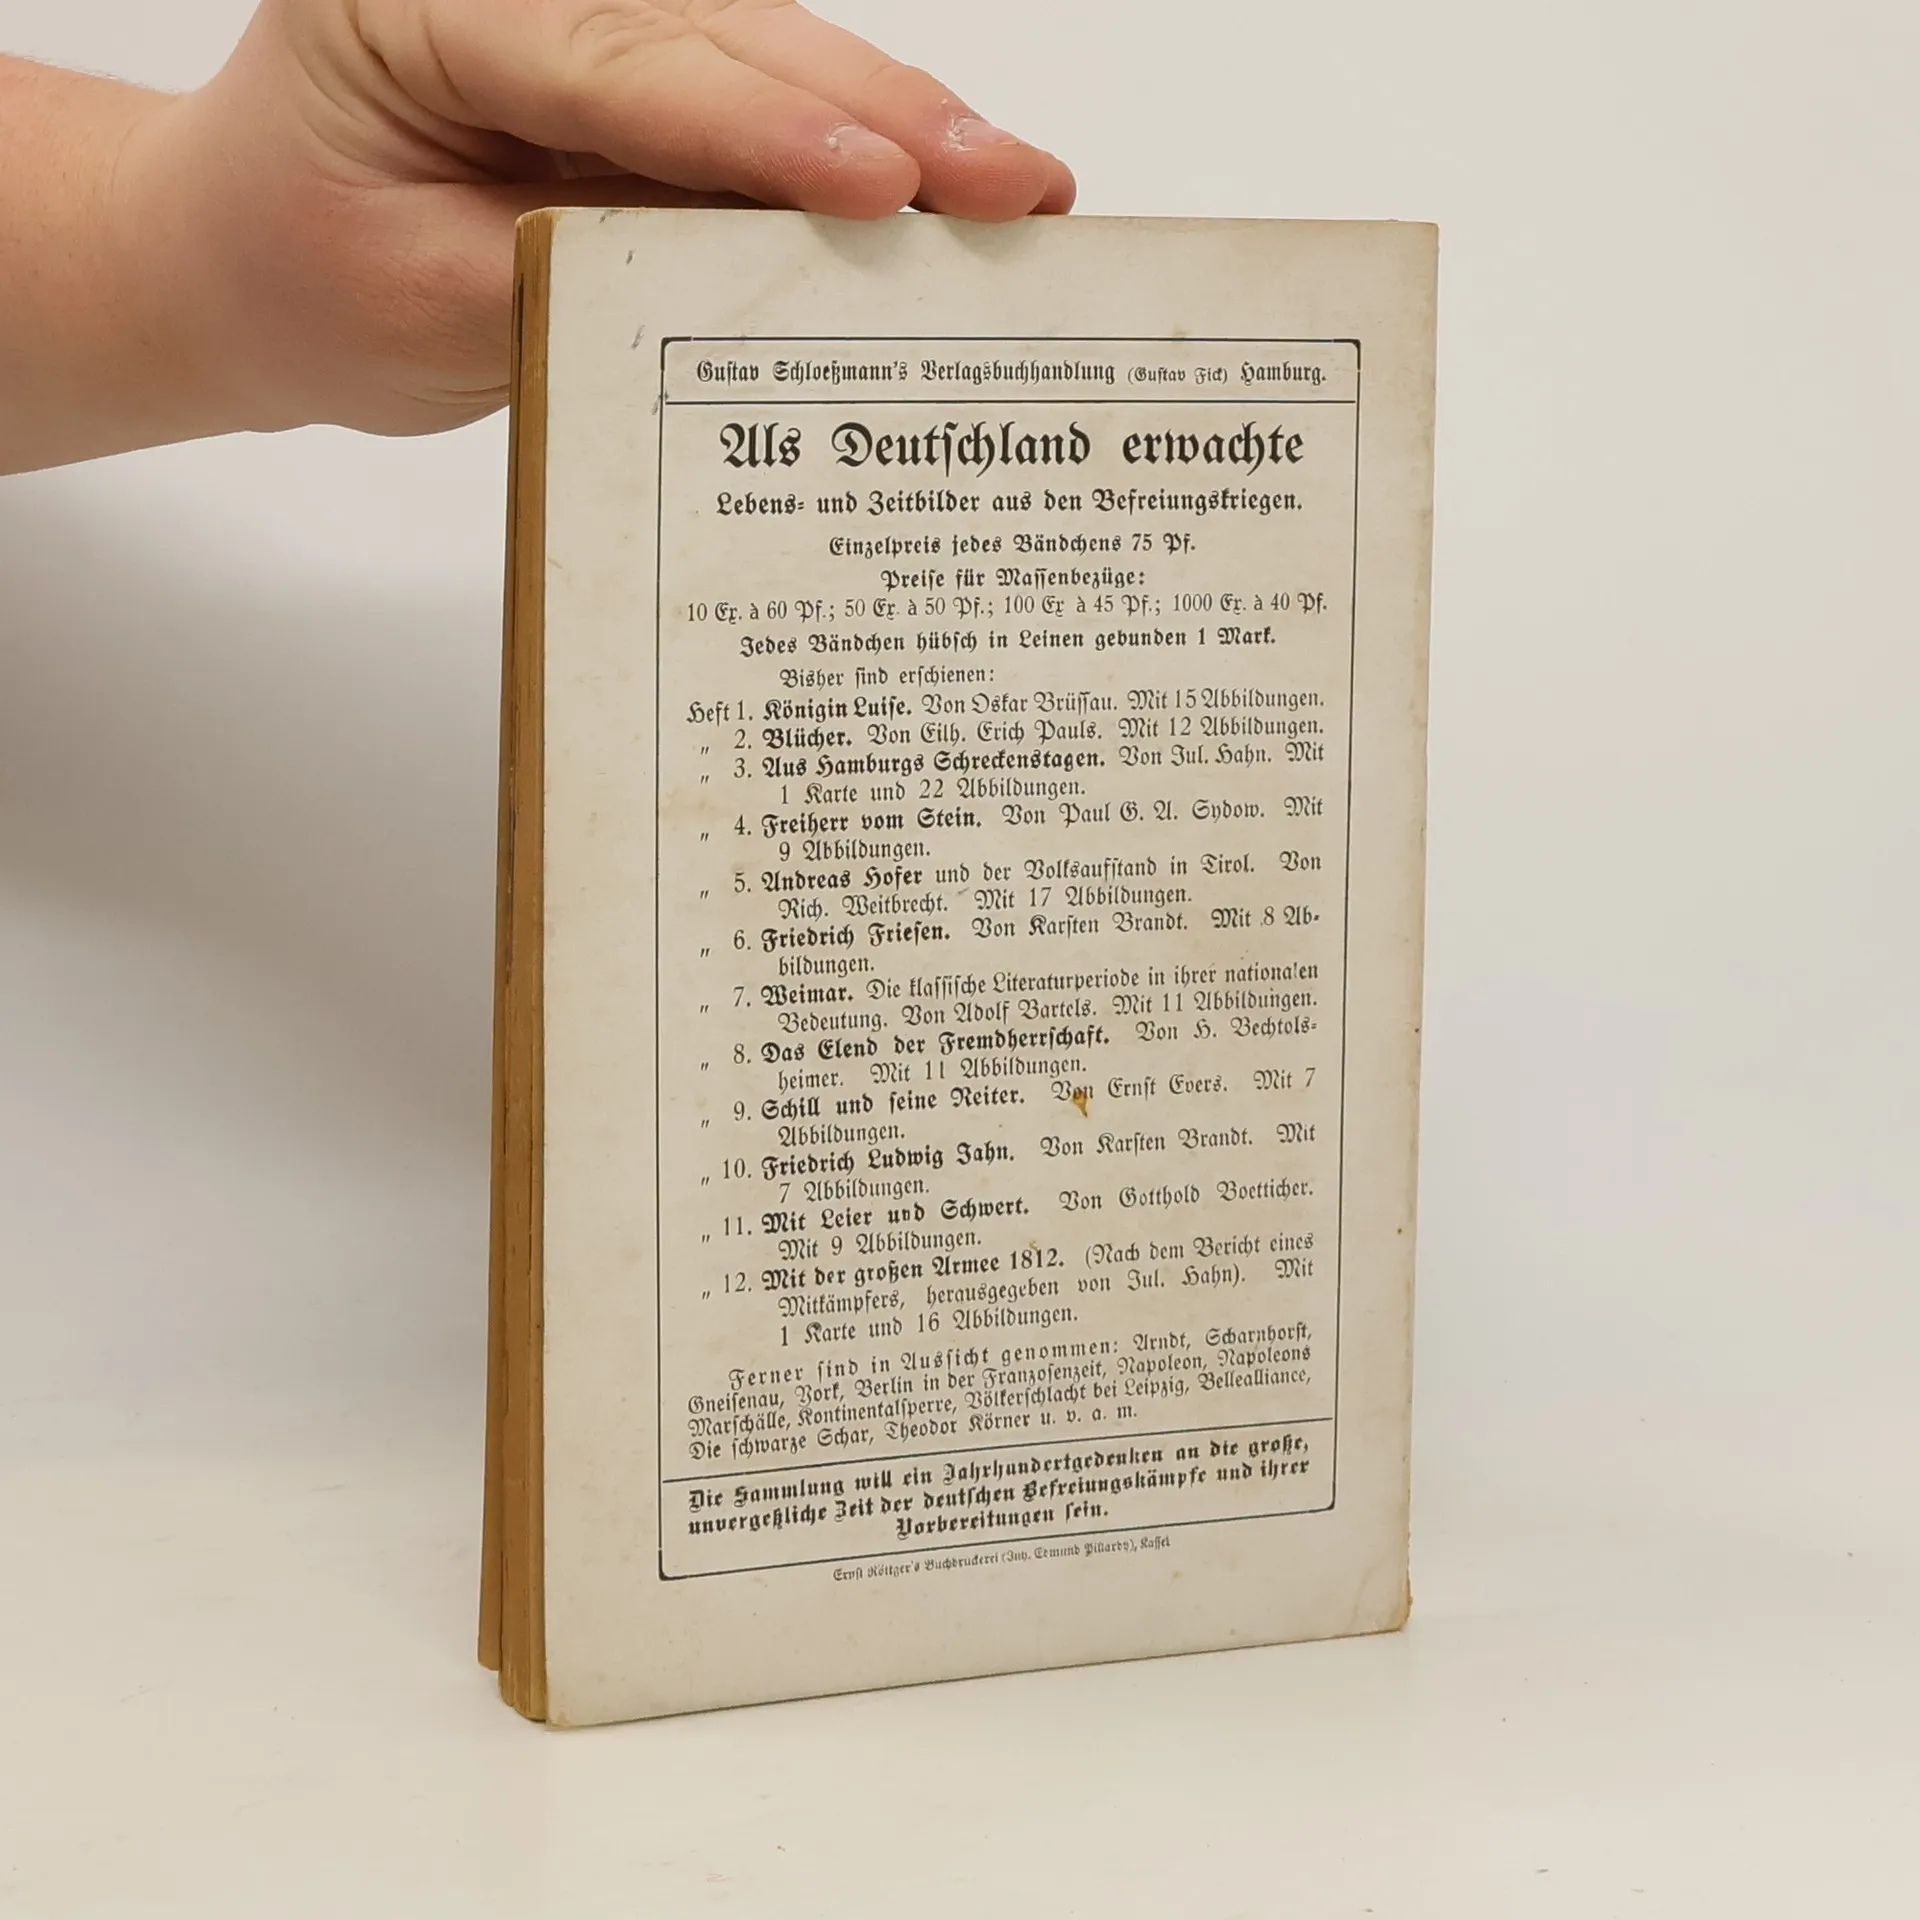 Gustav Schloeßmann's Verlagsbuchhandlung (Gustav Fick) Hamburg.
Als Deutschland erwachte
Lebens- und Zeitbilder aus den Befreiungskriegen.
Einzelpreis jedes Bändchens 75 Pf.
Preise für Massenbezüge:
10 Ex. à 60 Pf.; 50 Ex. à 50 Pf.; 100 Ex à 45 Pf.; 1000 Ex. à 40 Pf.
Jedes Bändchen hübsch in Leinen gebunden 1 Mark.
Bisher sind erschienen:
Heft 1. Königin Luise. Von Oskar Brüssau. Mit 15 Abbildungen.
„ 2. Blücher. Von Eilh. Erich Pauls. Mit 12 Abbildungen.
„ 3. Aus Hamburgs Schreckenstagen. Von Jul. Hahn. Mit
1 Karte und 22 Abbildungen.
„ 4. Freiherr vom Stein. Von Paul G. A. Sydow. Mit
9 Abbildungen.
„ 5. Andreas Hofer und der Volksaufstand in Tirol. Von
Rich. Weitbrecht. Mit 17 Abbildungen.
„ 6. Friedrich Friesen. Von Karsten Brandt. Mit 8 Ab-
bildungen.
„ 7. Weimar. Die klassische Literaturperiode in ihrer nationalen
Bedeutung. Von Adolf Bartels. Mit 11 Abbildungen.
„ 8. Das Elend der Fremdherrschaft. Von H. Bechtols-
heimer. Mit 11 Abbildungen.
„ 9. Schill und seine Reiter. Von Ernst Evers. Mit 7
Abbildungen.
„ 10. Friedrich Ludwig Jahn. Von Karsten Brandt. Mit
7 Abbildungen.
„ 11. Mit Leier und Schwert. Von Gotthold Boetticher.
Mit 9 Abbildungen.
„ 12. Mit der großen Armee 1812. (Nach dem Bericht eines
Mitkämpfers, herausgegeben von Jul. Hahn). Mit
1 Karte und 16 Abbildungen.
Ferner sind in Aussicht genommen: Arndt, Scharnhorst,
Gneisenau, York, Berlin in der Franzosenzeit, Napoleon, Napoleons
Marschälle, Kontinentalsperre, Völkerschlacht bei Leipzig, Bellealliance,
Die schwarze Schar, Theodor Körner u. v. a. m.
Die Sammlung will ein Jahrhundertgedenken an die große,
unvergeßliche Zeit der deutschen Befreiungskämpfe und ihrer
Vorbereitungen sein.
Ernst Röttger's Buchdruckerei (Inh. Edmund Pillardy), Kassel